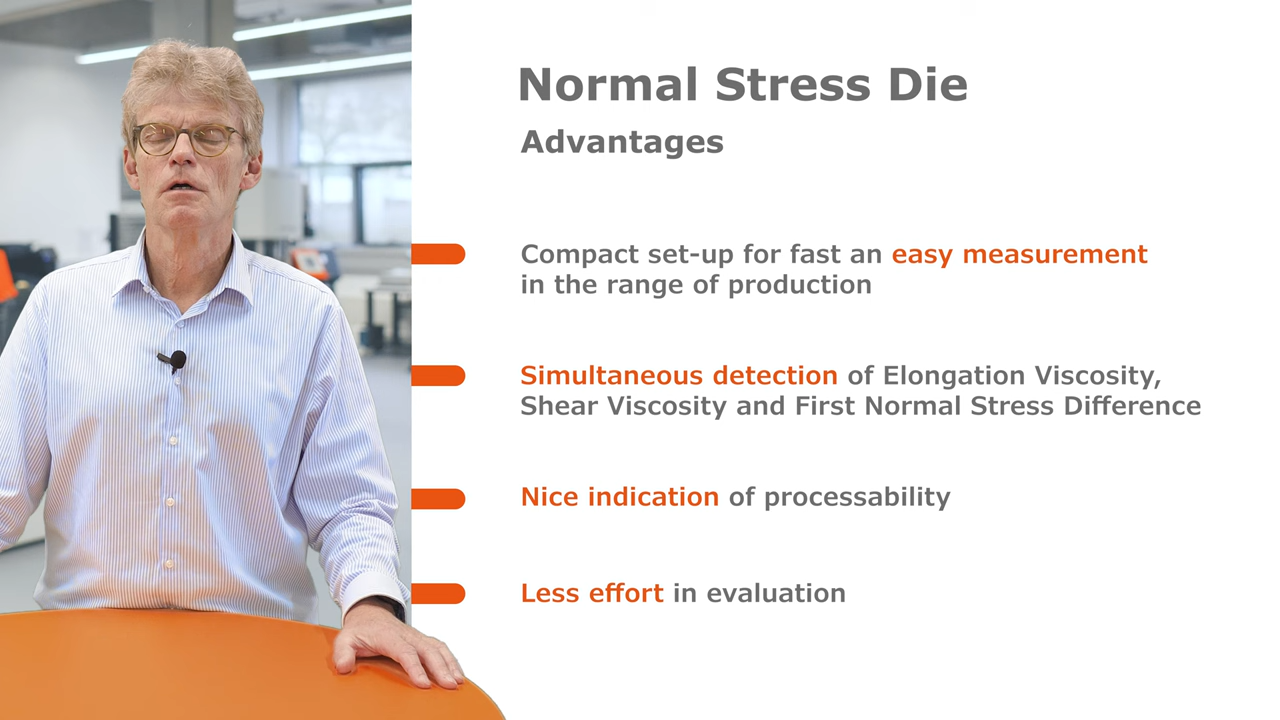 Normal Stress Die
Advantages
Compact set-up for fast an easy measurement
in the range of production
Simultaneous detection of Elongation Viscosity,
Shear Viscosity and First Normal Stress Difference
Nice indication of processability
Less effort in evaluation